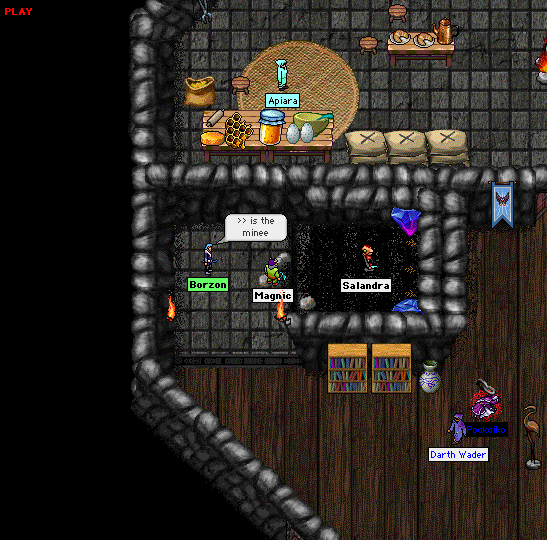 PLAY
Apiara
>> is the
minee
Borzon
Magnic
Salandra
Darth Wader